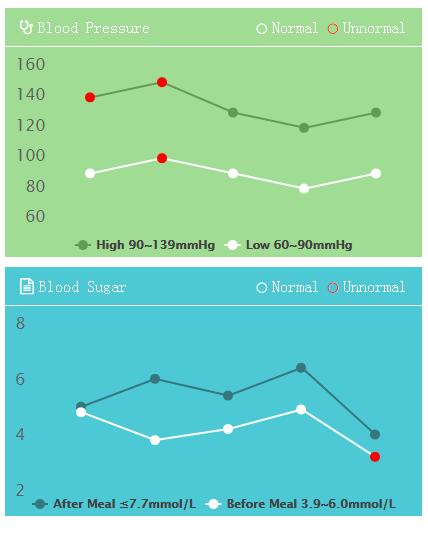 Blood Pressure Normal Unnormal
160
140
120
100
80
60
High 90~139mmHg Low 60~90mmHg
Blood Sugar Normal Unnormal
8
6
4
2
After Meal ≤7.7mmol/L Before Meal 3.9~6.0mmol/L